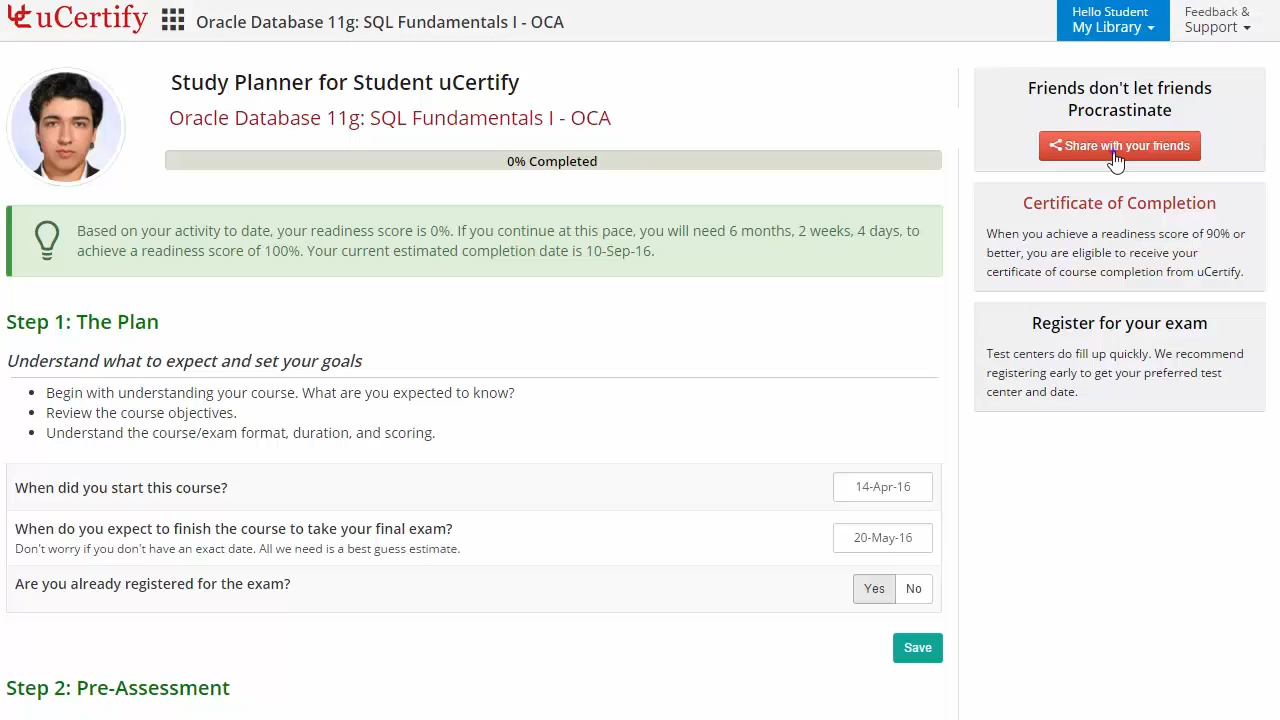 uCertify
Oracle Database 11g: SQL Fundamentals I - OCA
Hello Student
My Library
Feedback &
Support
Study Planner for Student uCertify
Oracle Database 11g: SQL Fundamentals I - OCA
0% Completed
Based on your activity to date, your readiness score is 0%. If you continue at this pace, you will need 6 months, 2 weeks, 4 days, to
achieve a readiness score of 100%. Your current estimated completion date is 10-Sep-16.
Step 1: The Plan
Understand what to expect and set your goals
• Begin with understanding your course. What are you expected to know?
• Review the course objectives.
• Understand the course/exam format, duration, and scoring.
When did you start this course?
14-Apr-16
When do you expect to finish the course to take your final exam?
Don't worry if you don't have an exact date. All we need is a best guess estimate.
20-May-16
Are you already registered for the exam?
Yes No
Save
Step 2: Pre-Assessment
Friends don't let friends
Procrastinate
Share with your friends
Certificate of Completion
When you achieve a readiness score of 90% or
better, you are eligible to receive your
certificate of course completion from uCertify.
Register for your exam
Test centers do fill up quickly. We recommend
registering early to get your preferred test
center and date.